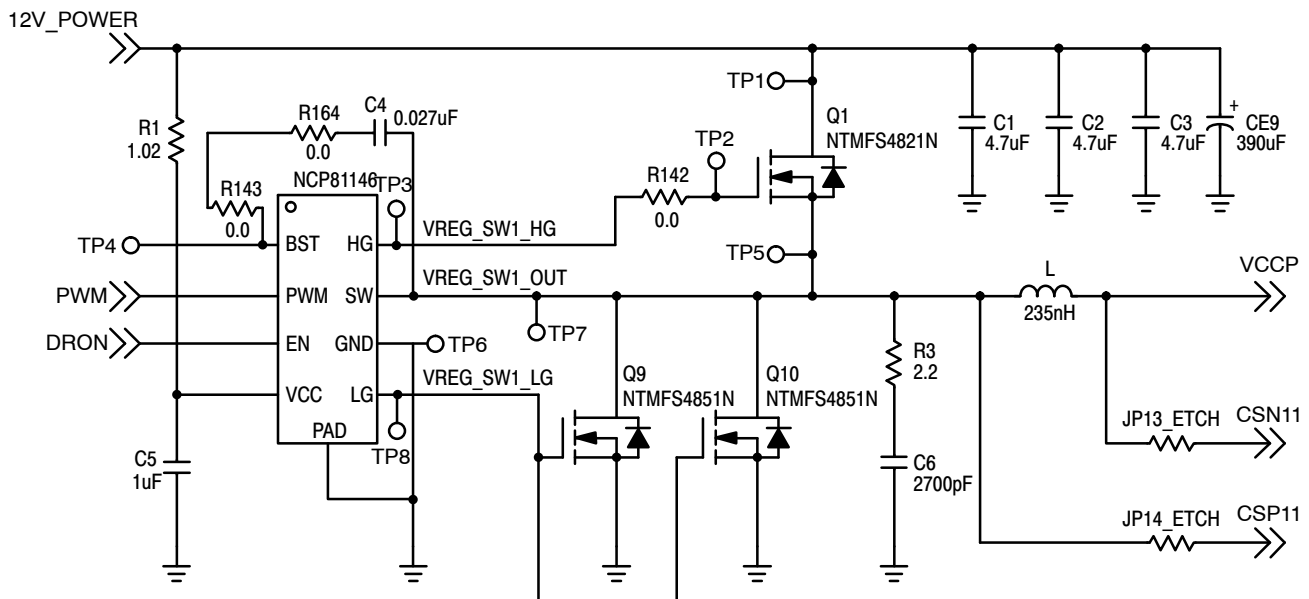 12V_POWER
R1
1.02
R164
0.0
C4
0.027uF
R143
0.0
NCP81146
TP3
TP4
BST
HG
VREG_SW1_HG
R142
0.0
TP2
TP1
Q1
NTMFS4821N
C1
4.7uF
C2
4.7uF
C3
4.7uF
+
CE9
390uF
TP5
PWM
PWM
SW
VREG_SW1_OUT
TP7
L
235nH
VCCP
DRON
EN
GND
TP6
VCC
LG
VREG_SW1_LG
TP8
PAD
Q9
NTMFS4851N
Q10
NTMFS4851N
R3
2.2
C5
1uF
C6
2700pF
JP13_ETCH
CSN11
JP14_ETCH
CSP11